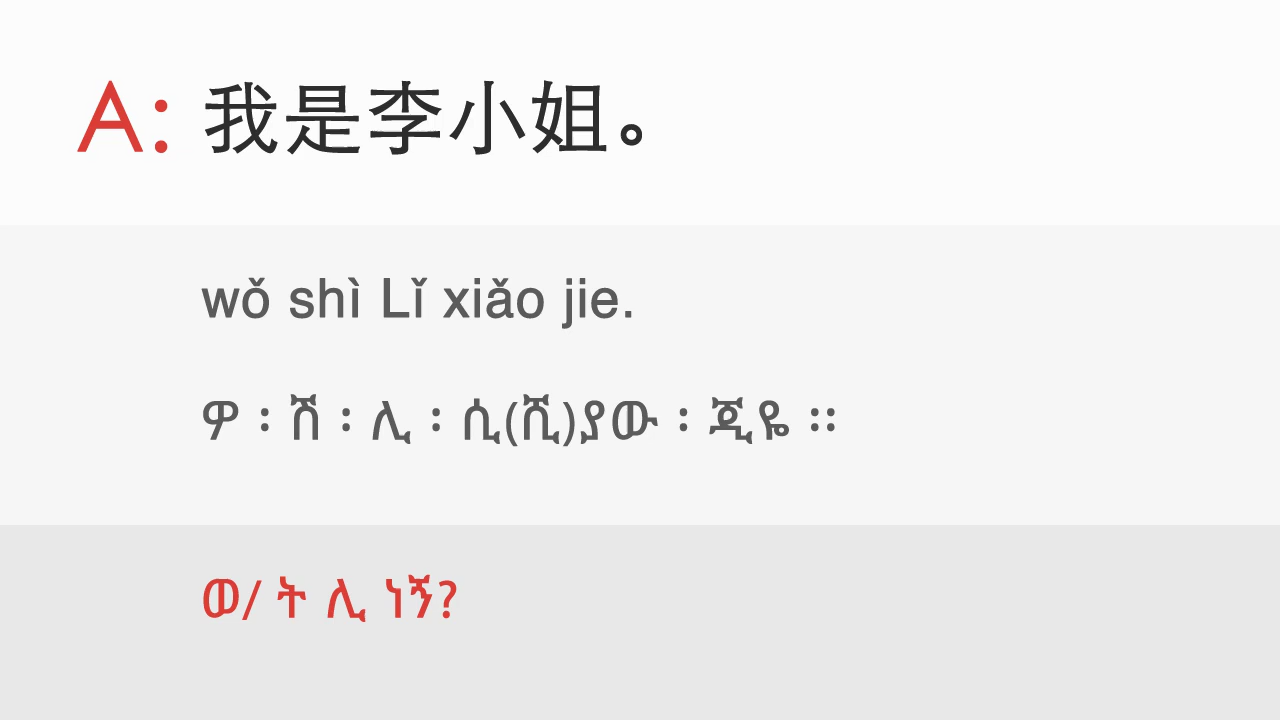 A: 我是李小姐。
wǒ shì Lǐ xiǎo jie.
ዎ ፡ ሽ ፡ ሊ ፡ ሲ(ሺ)ያው ፡ ጂዬ ፡፡
ወ/ ት ሊ ነኝ?